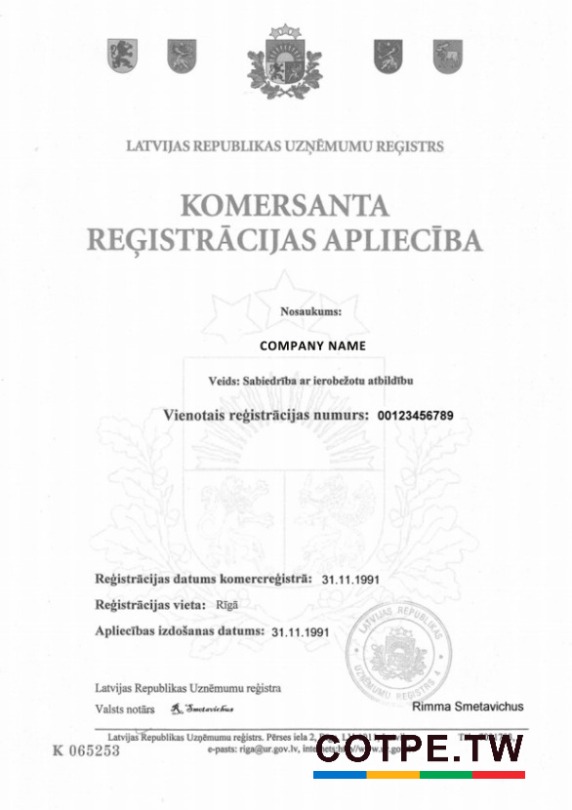 LATVIJAS REPUBLIKAS UZŅĒMUMU REĢISTRS
KOMERSANTA
REĢISTRĀCIJAS APLIECĪBA
Nosaukums:
COMPANY NAME
Veids: Sabiedrība ar ierobežotu atbildību
Vienotais reģistrācijas numurs: 00123456789
Reģistrācijas datums komercreģistrā: 31.11.1991
Reģistrācijas vieta: Rīgā
Apliecības izdošanas datums: 31.11.1991
LATVIJAS REPUBLIKAS
UZŅĒMUMU REĢISTRS 4
Latvijas Republikas Uzņēmumu reģistra
Valsts notārs R. Smetavichus
Rimma Smetavichus
Latvijas Republikas Uzņēmumu reģistrs. Pērses iela 2,
K 065253
e-pasts: riga@ur.gov.lv,
COTPE.TW